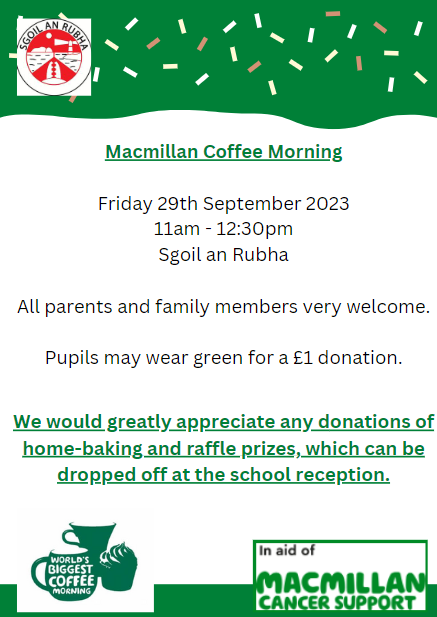 SGOIL AN RUBHA
Macmillan Coffee Morning
Friday 29th September 2023
11am - 12:30pm
Sgoil an Rubha
All parents and family members very welcome.
Pupils may wear green for a £1 donation.
We would greatly appreciate any donations of
home-baking and raffle prizes, which can be
dropped off at the school reception.
WORLD'S
BIGGEST
COFFEE
MORNING
In aid of
MACMILLAN
CANCER SUPPORT